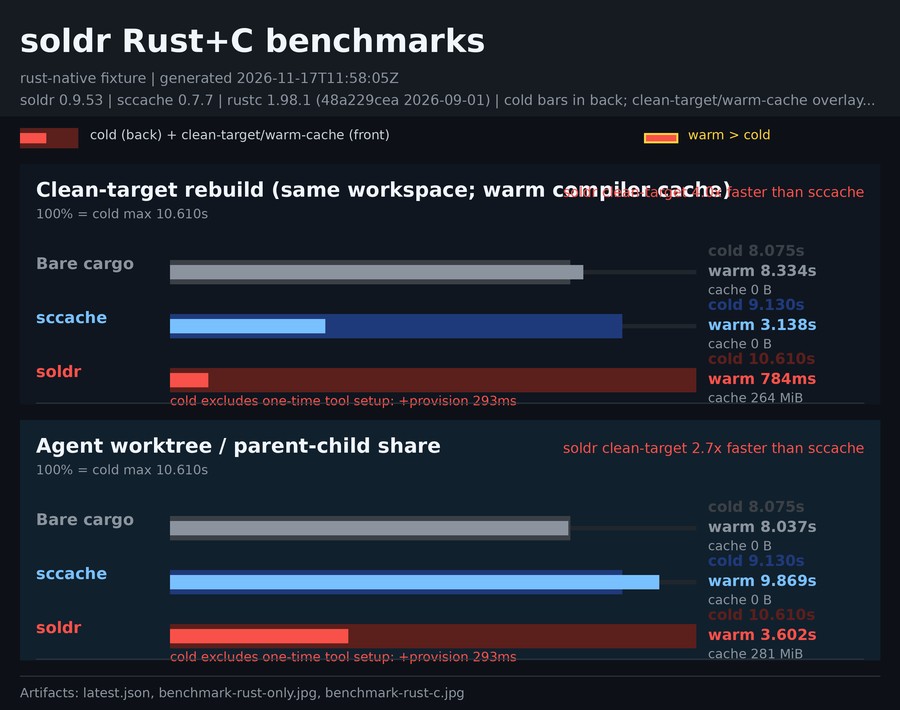 soldr Rust+C benchmarks
rust-native fixture | generated 2026-11-17T11:58:05Z
soldr 0.9.53 | sccache 0.7.7 | rustc 1.98.1 (48a229cea 2026-09-01) | cold bars in back; clean-target/warm-cache overlay...
cold (back) + clean-target/warm-cache (front)
warm > cold
Clean-target rebuild (same workspace; warm compiler cache)
soldr clean-target faster than sccache
100% = cold max 10.610s
cold 8.075s
Bare cargo
warm 8.334s
cache 0 B
cold 9.130s
sccache
warm 3.138s
cache 0 B
cold 10.610s
soldr
warm 784ms
cache 264 MiB
cold excludes one-time tool setup: +provision 293ms
Agent worktree / parent-child share
soldr clean-target 2.7x faster than sccache
100% = cold max 10.610s
cold 8.075s
Bare cargo
warm 8.037s
cache 0 B
cold 9.130s
sccache
warm 9.869s
cache 0 B
cold 10.610s
soldr
warm 3.602s
cache 281 MiB
cold excludes one-time tool setup: +provision 293ms
Artifacts: latest.json, benchmark-rust-only.jpg, benchmark-rust-c.jpg